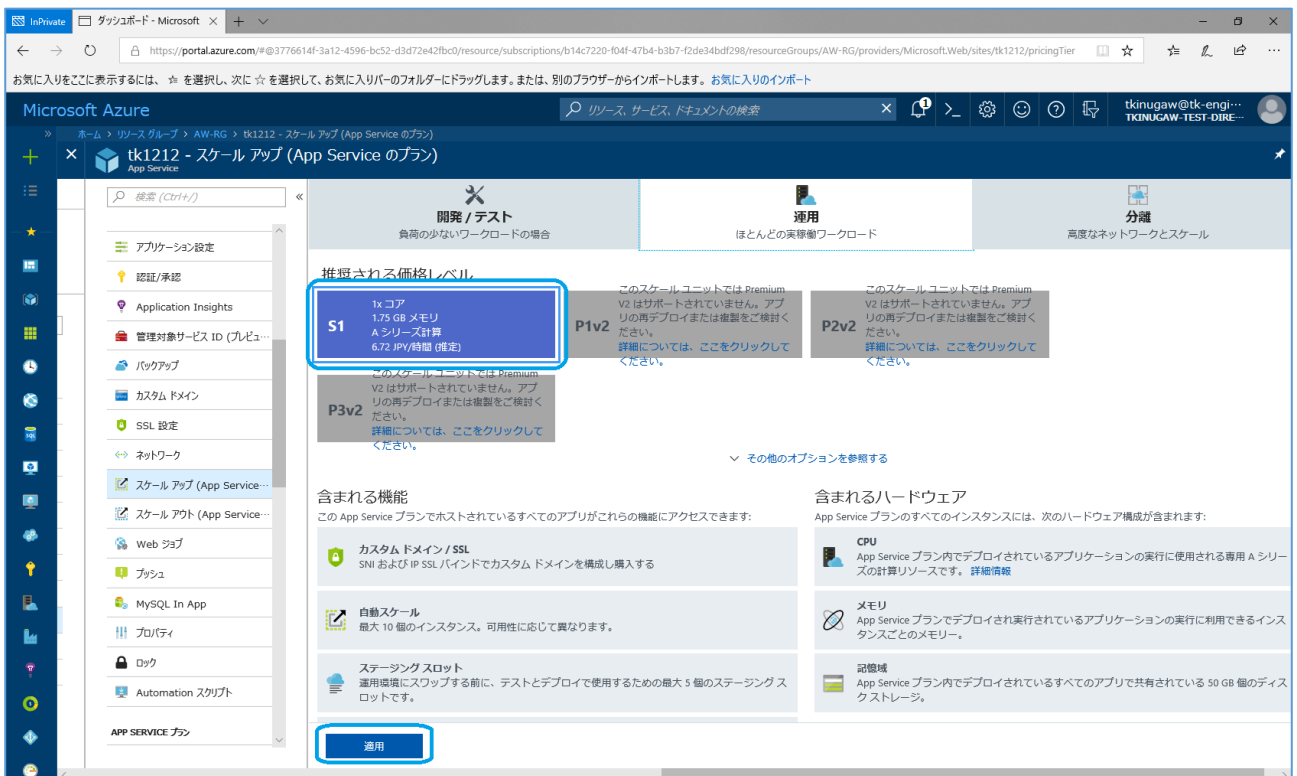 InPrivate
ダッシュボード - Microsoft
https://portal.azure.com/#@3776614f-3a12-4596-bc52-d3d72e42fbc0/resource/subscriptions/b14c7220-f04f-47b4-b3b7-f2de34bdf298/resourceGroups/AW-RG/providers/Microsoft.Web/sites/tk1212/pricingTier
お気に入りをここに表示するには、 を選択し、次に ☆ を選択して、お気に入りバーのフォルダーにドラッグします。または、別のブラウザーからインポートします。 お気に入りのインポート
Microsoft Azure
リソース、サービス、ドキュメントの検索
1
tkinugaw@tk-engi…
TKINUGAW-TEST-DIRE…
ホーム > リソース グループ > AW-RG > tk1212 - スケール アップ (App Service のプラン)
tk1212 - スケール アップ (App Service のプラン)
App Service
検索 (Ctrl+/)
アプリケーション設定
認証/承認
Application Insights
管理対象サービス ID (プレビュ…
バックアップ
カスタム ドメイン
SSL 設定
ネットワーク
スケール アップ (App Service…
スケール アウト (App Service…
Web ジョブ
プッシュ
MySQL In App
プロパティ
ロック
Automation スクリプト
APP SERVICE プラン
開発 / テスト
負荷の少ないワークロードの場合
運用
ほとんどの実稼働ワークロード
分離
高度なネットワークとスケール
推奨される価格レベル
S1
1x コア
1.75 GB メモリ
A シリーズ計算
6.72 JPY/時間 (推定)
P1v2
このスケール ユニットでは Premium
V2 はサポートされていません。アプ
リの再デプロイまたは複製をご検討く
ださい。
詳細については、ここをクリックして
ください。
P2v2
このスケール ユニットでは Premium
V2 はサポートされていません。アプ
リの再デプロイまたは複製をご検討く
ださい。
詳細については、ここをクリックして
ください。
P3v2
このスケール ユニットでは Premium
V2 はサポートされていません。アプ
リの再デプロイまたは複製をご検討く
ださい。
詳細については、ここをクリックして
ください。
その他のオプションを参照する
含まれる機能
この App Service プランでホストされているすべてのアプリがこれらの機能にアクセスできます:
カスタム ドメイン / SSL
SNI および IP SSL バインドでカスタム ドメインを構成し購入する
自動スケール
最大 10 個のインスタンス。可用性に応じて異なります。
ステージング スロット
運用環境にスワップする前に、テストとデプロイで使用するための最大 5 個のステージング ス
ロットです。
含まれるハードウェア
App Service プランのすべてのインスタンスには、次のハードウェア構成が含まれます:
CPU
App Service プラン内でデプロイされているアプリケーションの実行に使用される専用 A シリー
ズの計算リソースです。 詳細情報
メモリ
App Service プランでデプロイされ実行されているアプリケーションの実行に利用できるインス
タンスごとのメモリー。
記憶域
App Service プラン内でデプロイされているすべてのアプリで共有されている 50 GB 個のディス
ク ストレージ。
適用